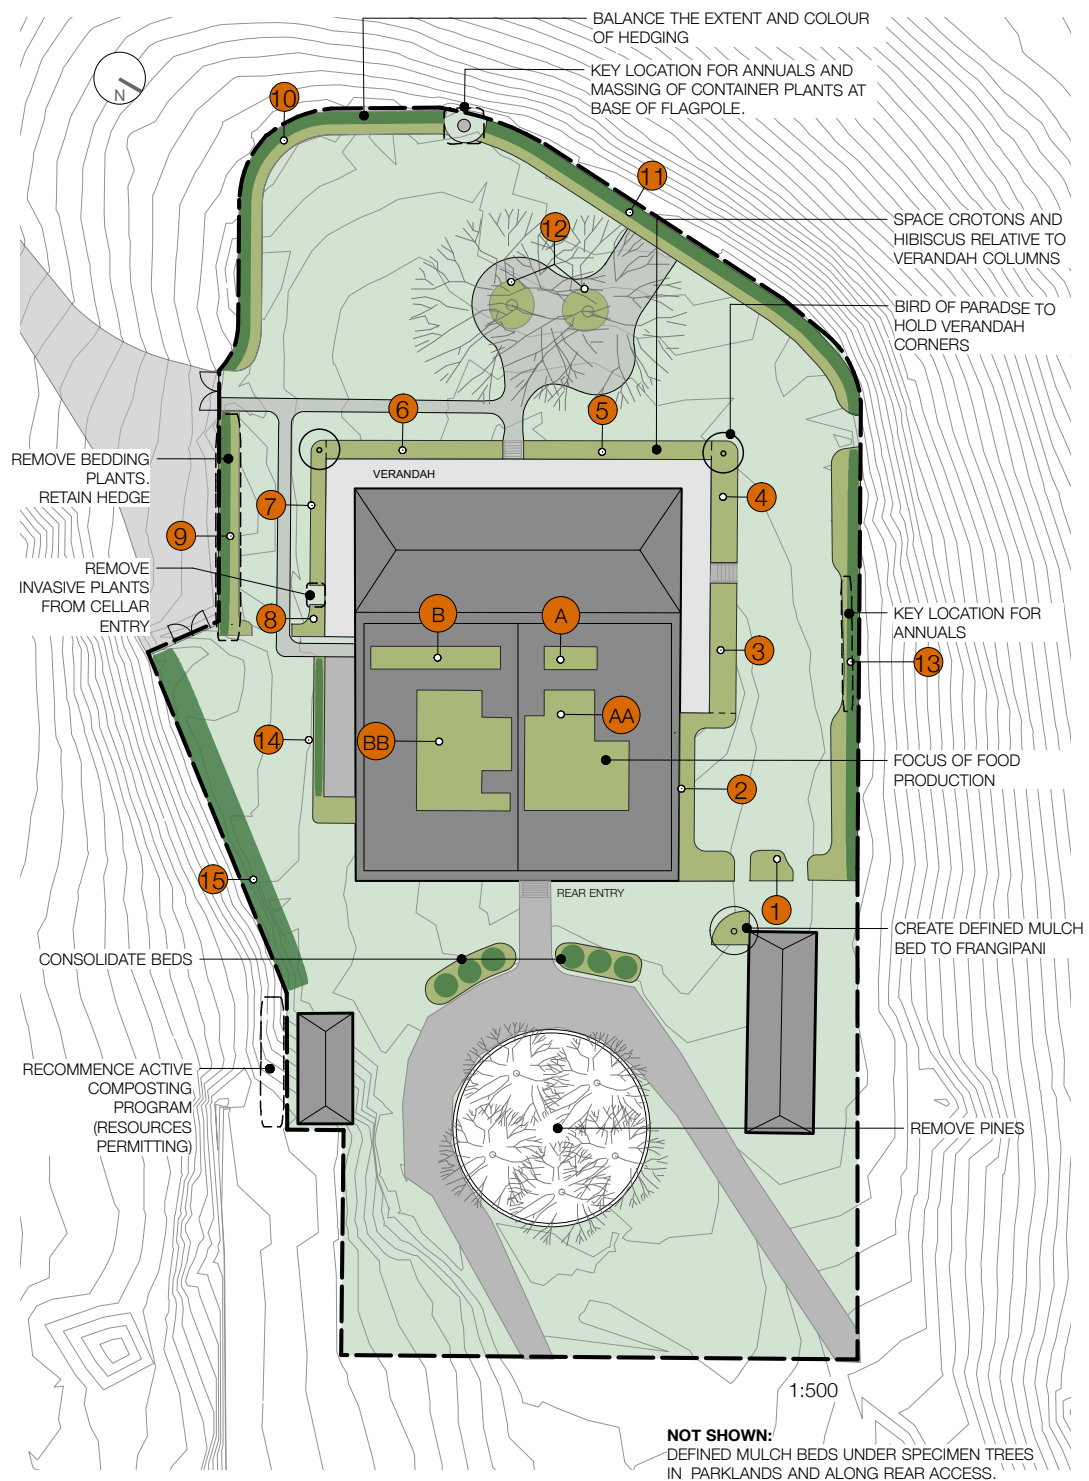 BALANCE THE EXTENT AND COLOUR
OF HEDGING
N
KEY LOCATION FOR ANNUALS AND
MASSING OF CONTAINER PLANTS AT
BASE OF FLAGPOLE.
10
11
12
SPACE CROTONS AND
HIBISCUS RELATIVE TO
VERANDAH COLUMNS
BIRD OF PARADSE TO
HOLD VERANDAH
CORNERS
6
5
REMOVE BEDDING
PLANTS.
RETAIN HEDGE
VERANDAH
7
4
9
REMOVE
INVASIVE PLANTS
FROM CELLAR
ENTRY
8
B
A
KEY LOCATION FOR
ANNUALS
3
13
14
BB
AA
FOCUS OF FOOD
PRODUCTION
2
15
REAR ENTRY
1
CREATE DEFINED MULCH
BED TO FRANGIPANI
CONSOLIDATE BEDS
RECOMMENCE ACTIVE
COMPOSTING
PROGRAM
(RESOURCES
PERMITTING)
REMOVE PINES
1:500
NOT SHOWN:
DEFINED MULCH BEDS UNDER SPECIMEN TREES
IN PARKLANDS AND ALONG REAR ACCESS.